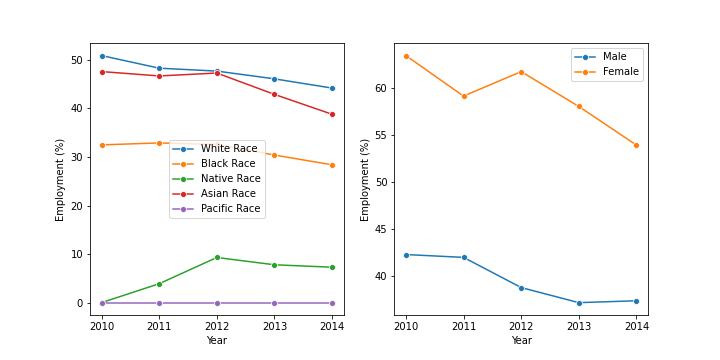 50
40
30
20
10
0
Employment (%)
White Race
Black Race
Native Race
Asian Race
Pacific Race
2010 2011 2012 2013 2014
Year
60
55
50
45
40
Employment (%)
Male
Female
2010 2011 2012 2013 2014
Year